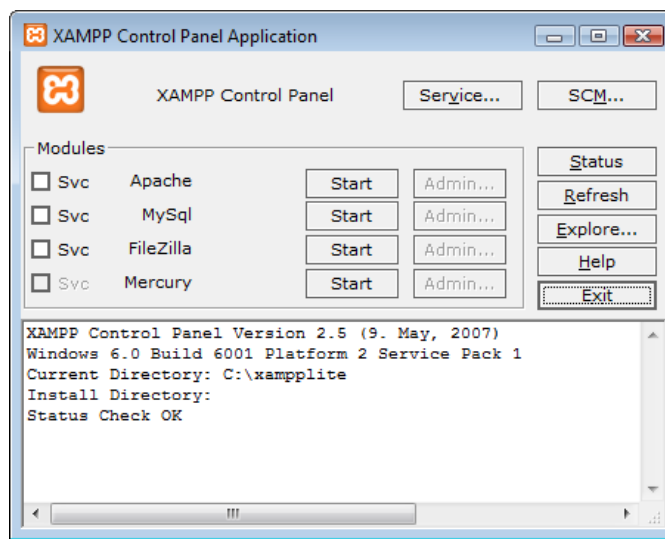 XAMPP Control Panel Application
XAMPP Control Panel
Service...
SCM...
Modules
Svc Apache Start Admin...
Svc MySql Start Admin...
Svc FileZilla Start Admin...
Svc Mercury Start Admin...
Status
Refresh
Explore...
Help
Exit
XAMPP Control Panel Version 2.5 (9. May, 2007)
Windows 6.0 Build 6001 Platform 2 Service Pack 1
Current Directory: C:\xampplite
Install Directory:
Status Check OK